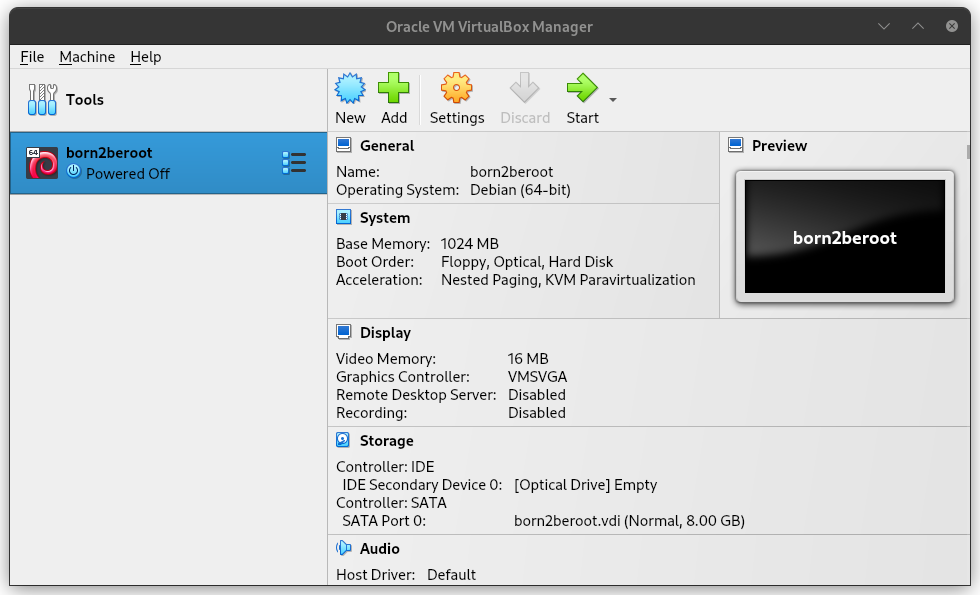 Oracle VM VirtualBox Manager
File Machine Help
Tools
New Add Settings Discard Start
64
born2beroot
Powered Off
General
Name: born2beroot
Operating System: Debian (64-bit)
System
Base Memory: 1024 MB
Boot Order: Floppy, Optical, Hard Disk
Acceleration: Nested Paging, KVM Paravirtualization
Preview
born2beroot
Display
Video Memory: 16 MB
Graphics Controller: VMSVGA
Remote Desktop Server: Disabled
Recording: Disabled
Storage
Controller: IDE
IDE Secondary Device 0: [Optical Drive] Empty
Controller: SATA
SATA Port 0: born2beroot.vdi (Normal, 8.00 GB)
Audio
Host Driver: Default